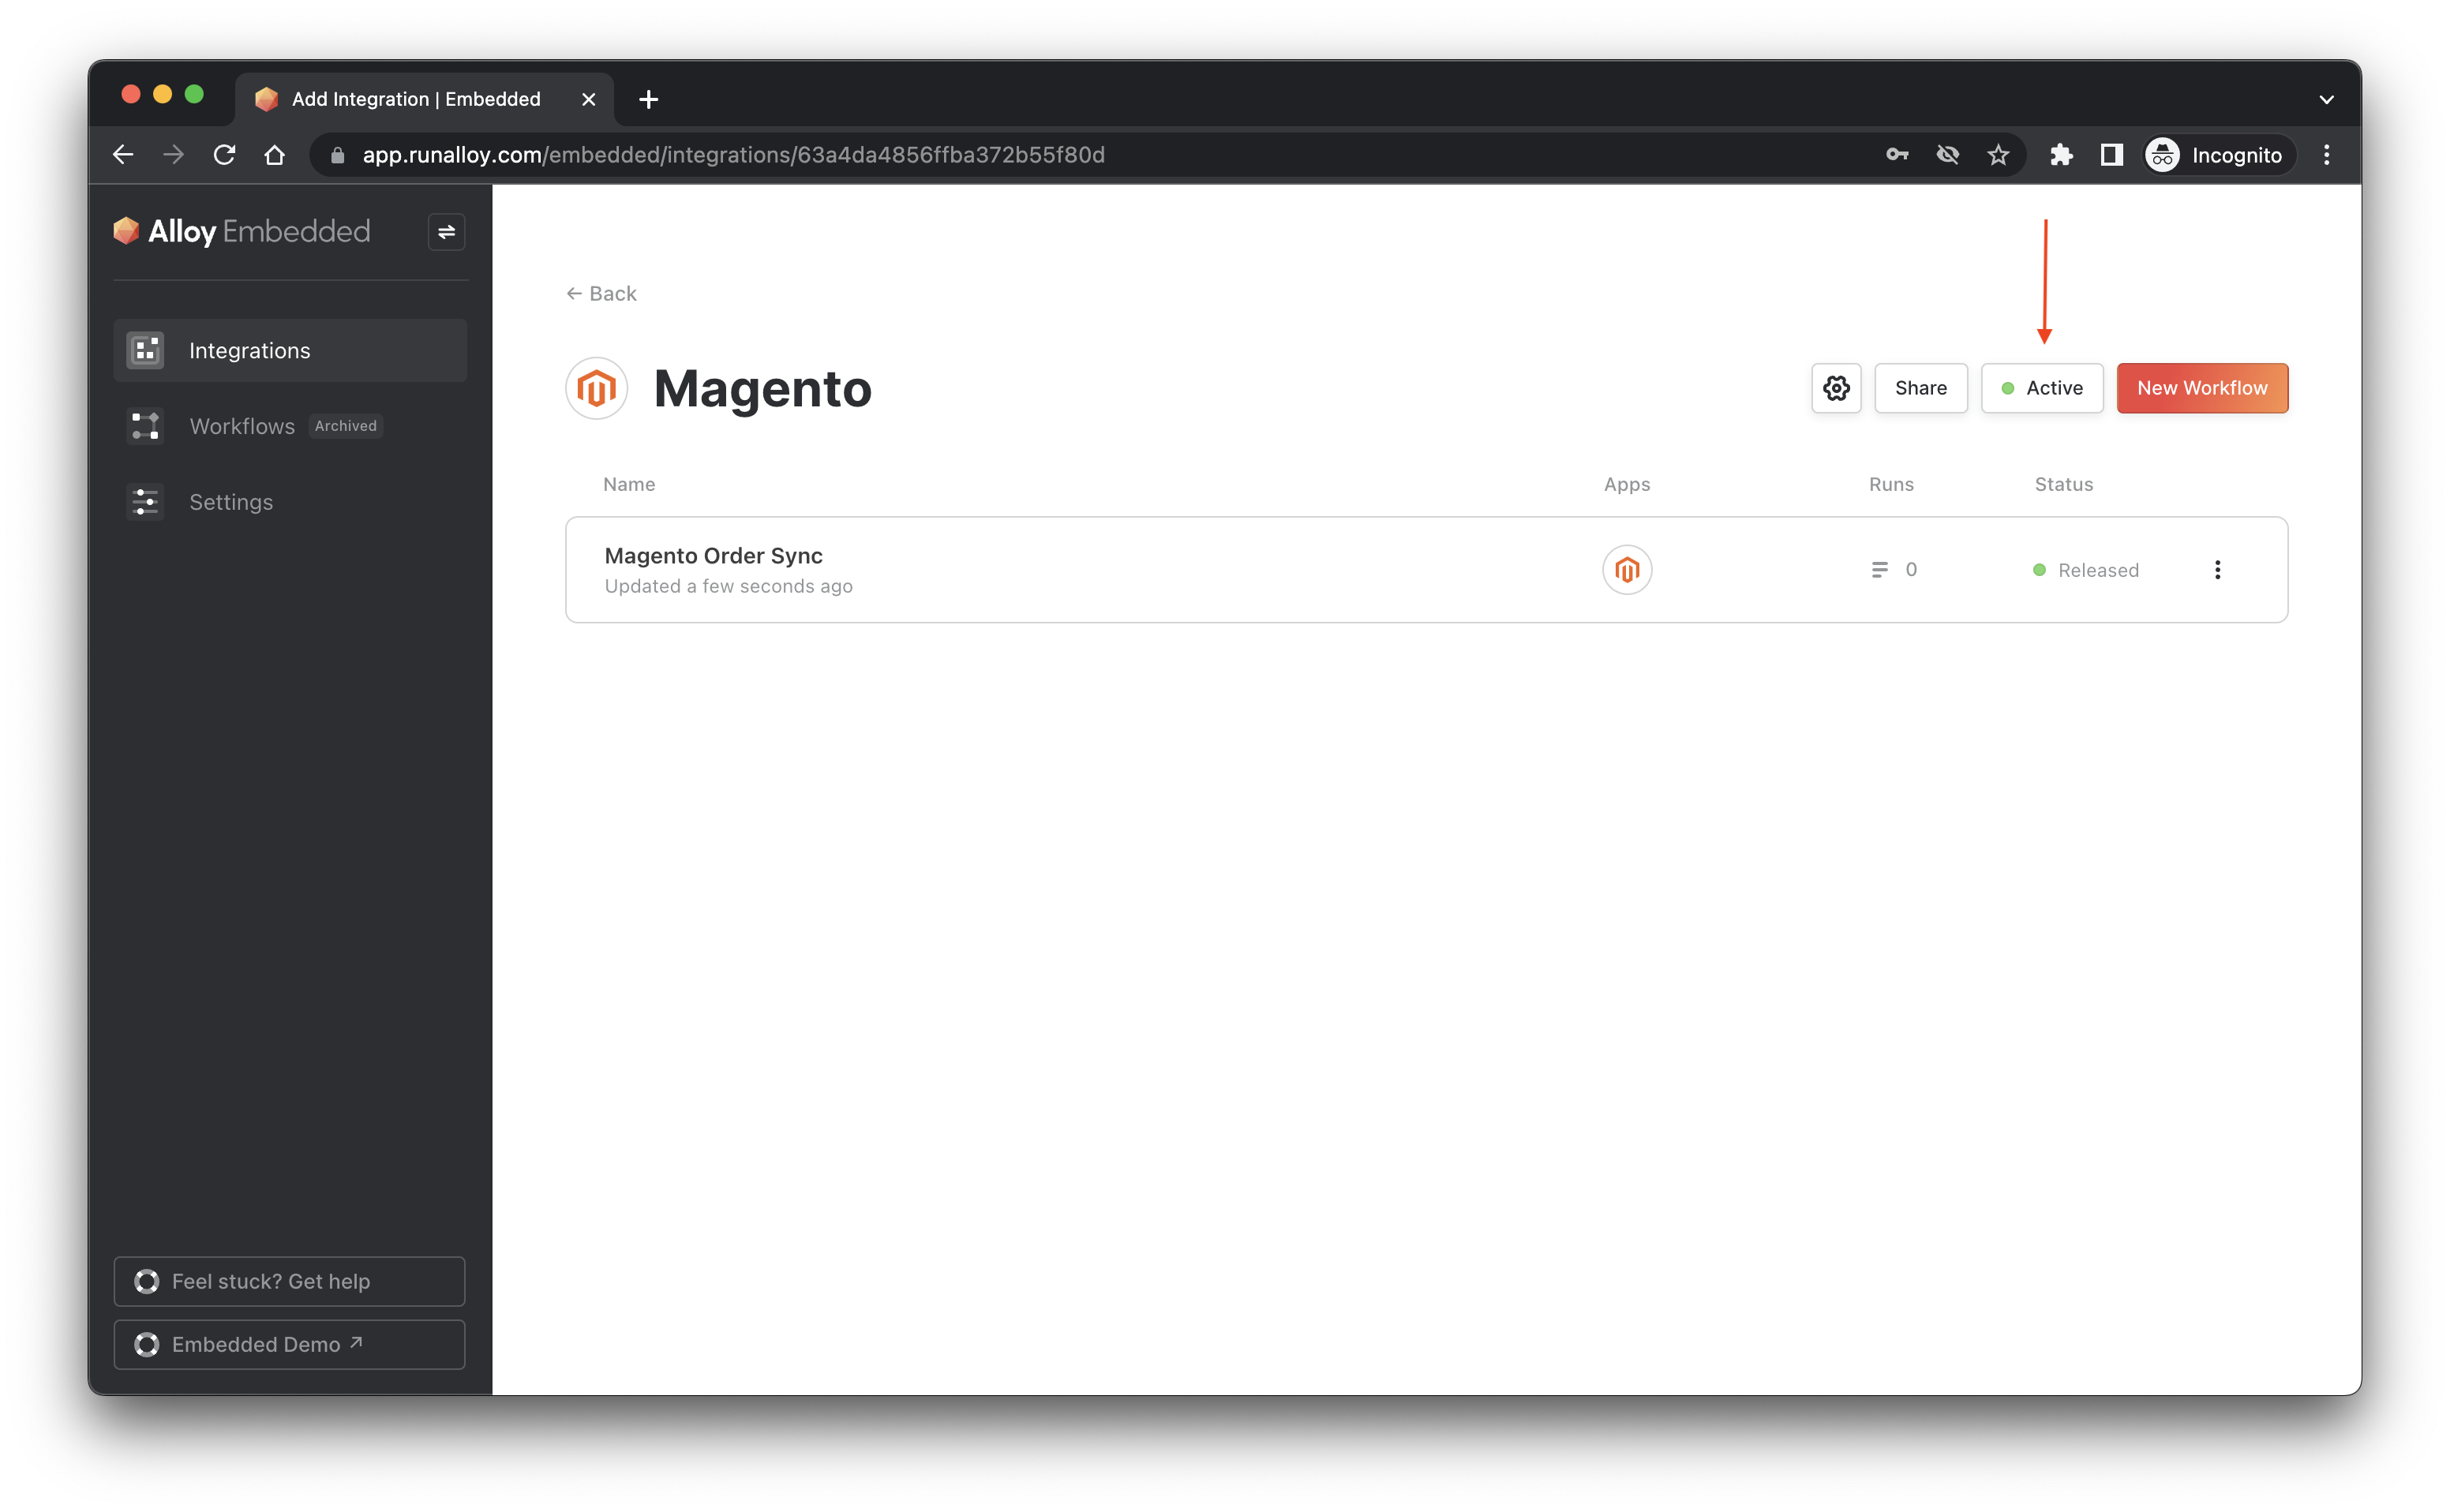 Add Integration | Embedded
app.runalloy.com/embedded/integrations/63a4da4856ffba372b55f80d
Incognito
Alloy Embedded
Integrations
Workflows Archived
Settings
Feel stuck? Get help
Embedded Demo ↗
← Back
Magento
Share
Active
New Workflow
Name Apps Runs Status
Magento Order Sync
Updated a few seconds ago
0
Released